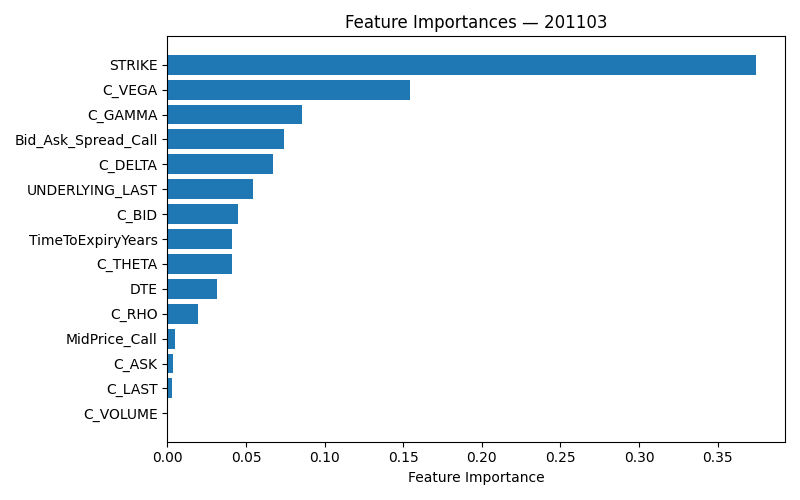 Feature Importances — 201103
STRIKE
C_VEGA
C_GAMMA
Bid_Ask_Spread_Call
C_DELTA
UNDERLYING_LAST
C_BID
TimeToExpiryYears
C_THETA
DTE
C_RHO
MidPrice_Call
C_ASK
C_LAST
C_VOLUME
0.00 0.05 0.10 0.15 0.20 0.25 0.30 0.35
Feature Importance